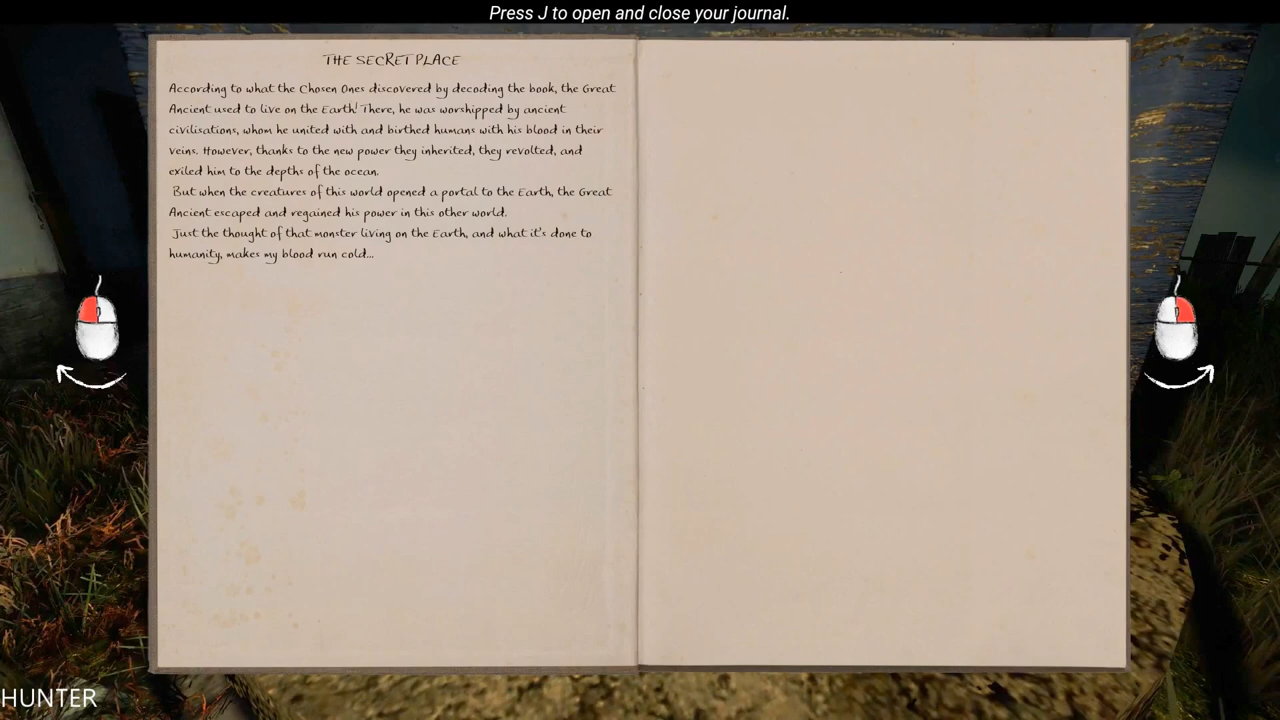 Press J to open and close your journal.
THE SECRET PLACE
According to what the Chosen Ones discovered by decoding the book, the Great
Ancient used to live on the Earth! There, he was worshipped by ancient
civilisations, whom he united with and birthed humans with his blood in their
veins. However, thanks to the new power they inherited, they revolted, and
exiled him to the depths of the ocean.
But when the creatures of this world opened a portal to the Earth, the Great
Ancient escaped and regained his power in this other world.
Just the thought of that monster living on the Earth, and what it's done to
humanity, makes my blood run cold...
HUNTER